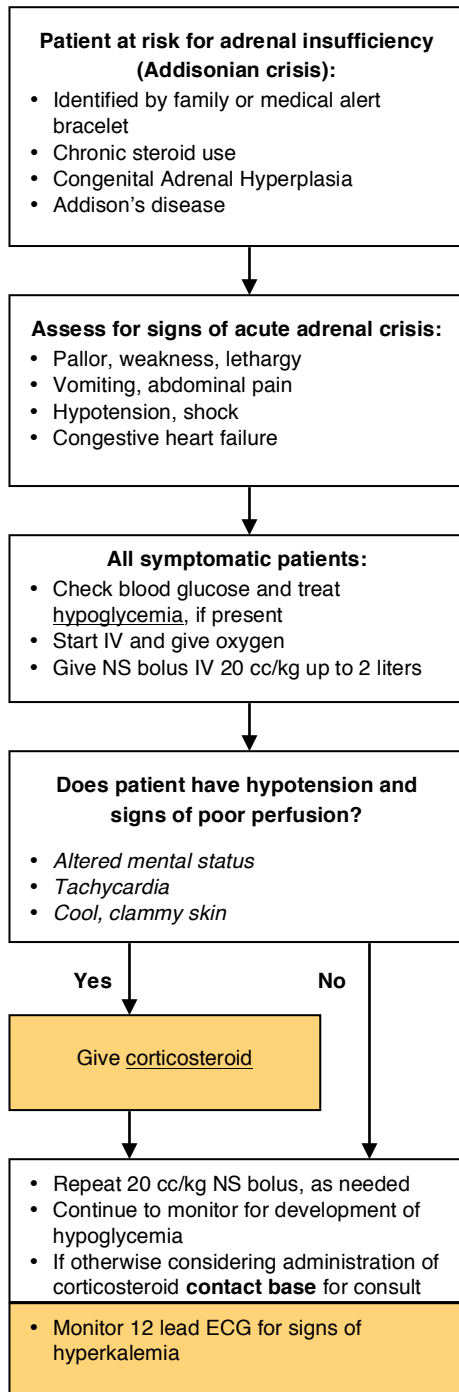 Patient at risk for adrenal insufficiency
(Addisonian crisis):
• Identified by family or medical alert
bracelet
• Chronic steroid use
• Congenital Adrenal Hyperplasia
• Addison's disease
Assess for signs of acute adrenal crisis:
• Pallor, weakness, lethargy
• Vomiting, abdominal pain
• Hypotension, shock
• Congestive heart failure
All symptomatic patients:
• Check blood glucose and treat
hypoglycemia, if present
• Start IV and give oxygen
• Give NS bolus IV 20 cc/kg up to 2 liters
Does patient have hypotension and
signs of poor perfusion?
• Altered mental status
• Tachycardia
• Cool, clammy skin
Yes
No
Give corticosteroid
• Repeat 20 cc/kg NS bolus, as needed
• Continue to monitor for development of
hypoglycemia
• If otherwise considering administration of
corticosteroid contact base for consult
• Monitor 12 lead ECG for signs of
hyperkalemia